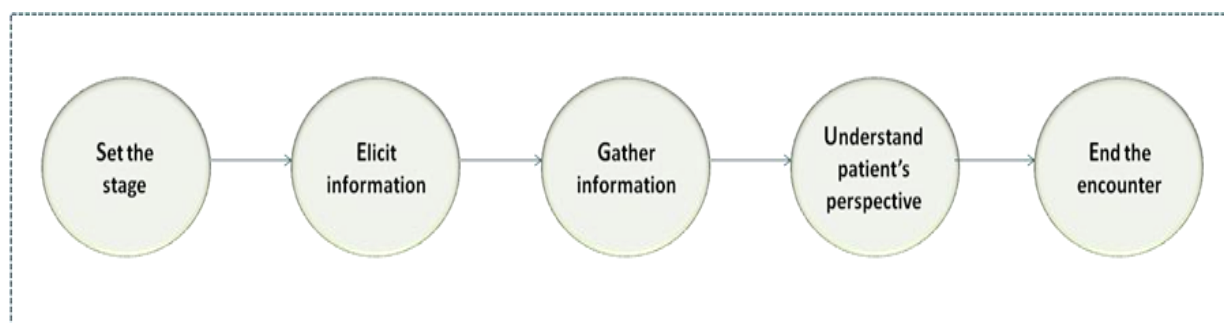 Set the
stage
Elicit
information
Gather
information
Understand
patient's
perspective
End the
encounter